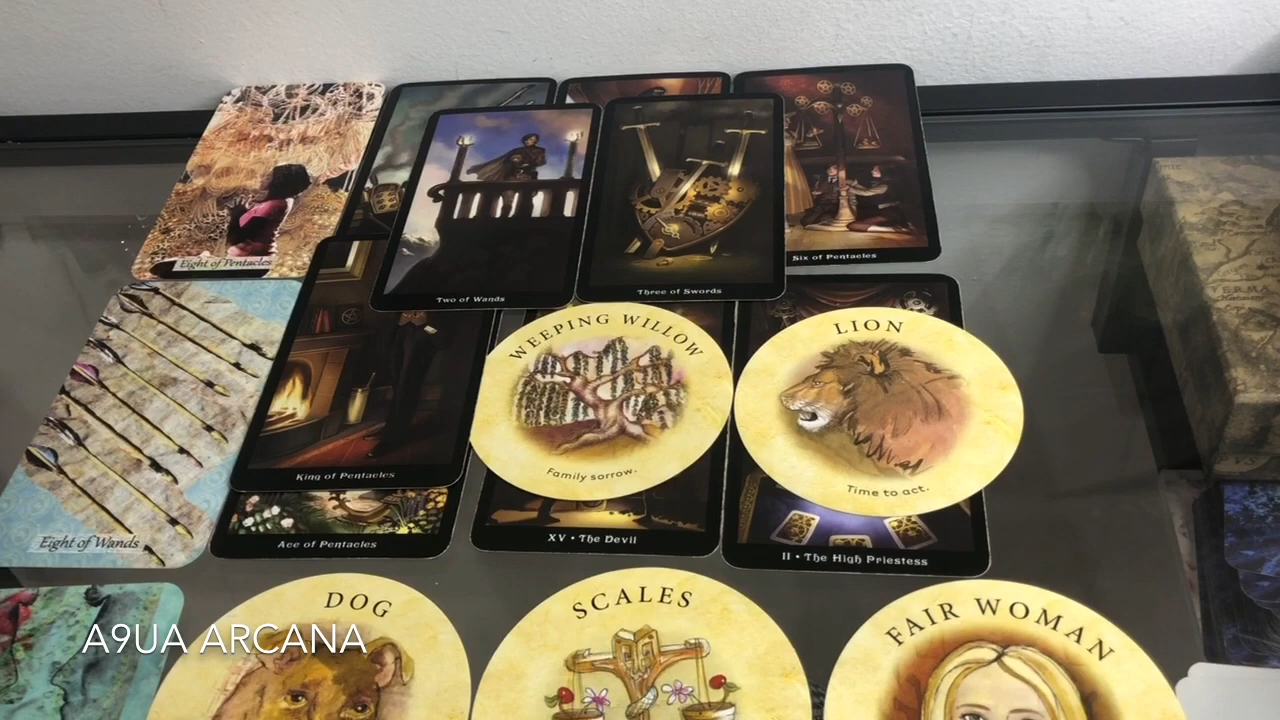 Eight of Pentacles
Two of Wands
Three of Swords
Six of Pentacles
Eight of Wands
King of Pentacles
Ace of Pentacles
WEEPING WILLOW
Family sorrow.
XV • The Devil
LION
Time to act.
II • The High Priestess
DOG
SCALES
FAIR WOMAN
A9UA ARCANA